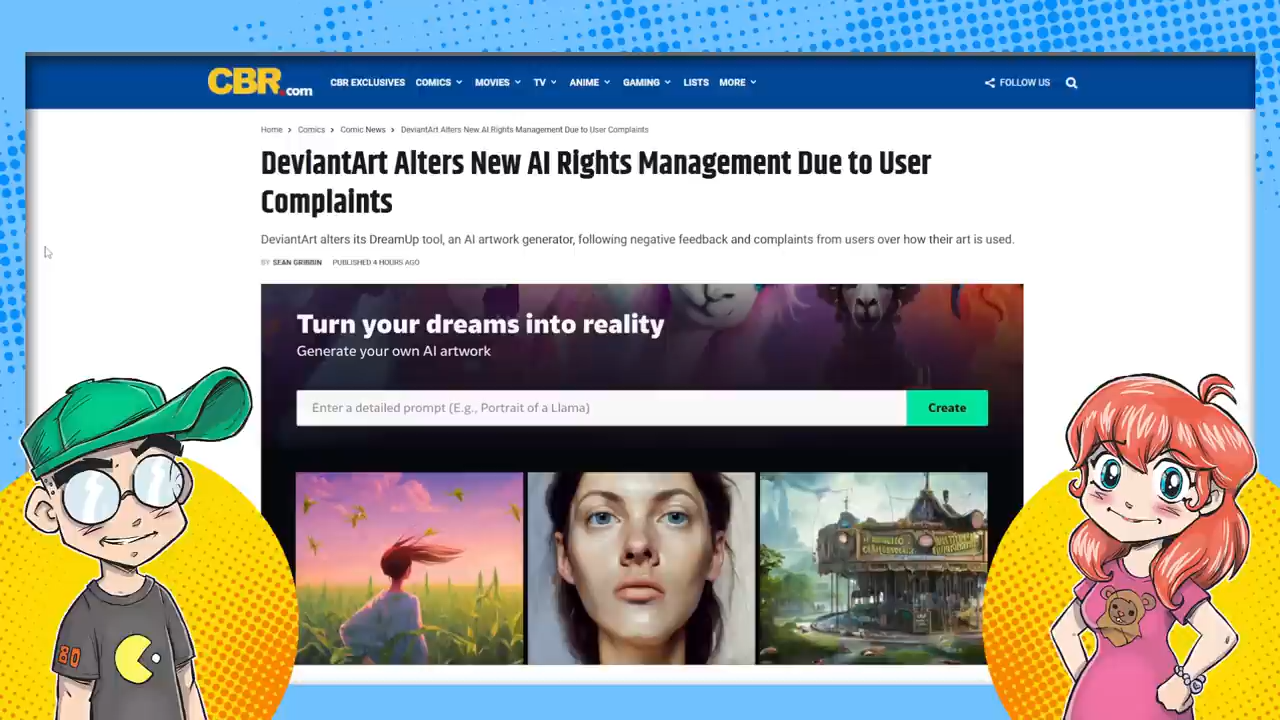 CBR.com
CBR EXCLUSIVES COMICS MOVIES TV ANIME GAMING LISTS MORE FOLLOW US
Home > Comics > Comic News > DeviantArt Alters New AI Rights Management Due to User Complaints
DeviantArt Alters New AI Rights Management Due to User
Complaints
DeviantArt alters its DreamUp tool, an AI artwork generator, following negative feedback and complaints from users over how their art is used.
BY SEAN GRIBBIN PUBLISHED 4 HOURS AGO
Turn your dreams into reality
Generate your own AI artwork
Enter a detailed prompt (E.g., Portrait of a Llama) Create
80